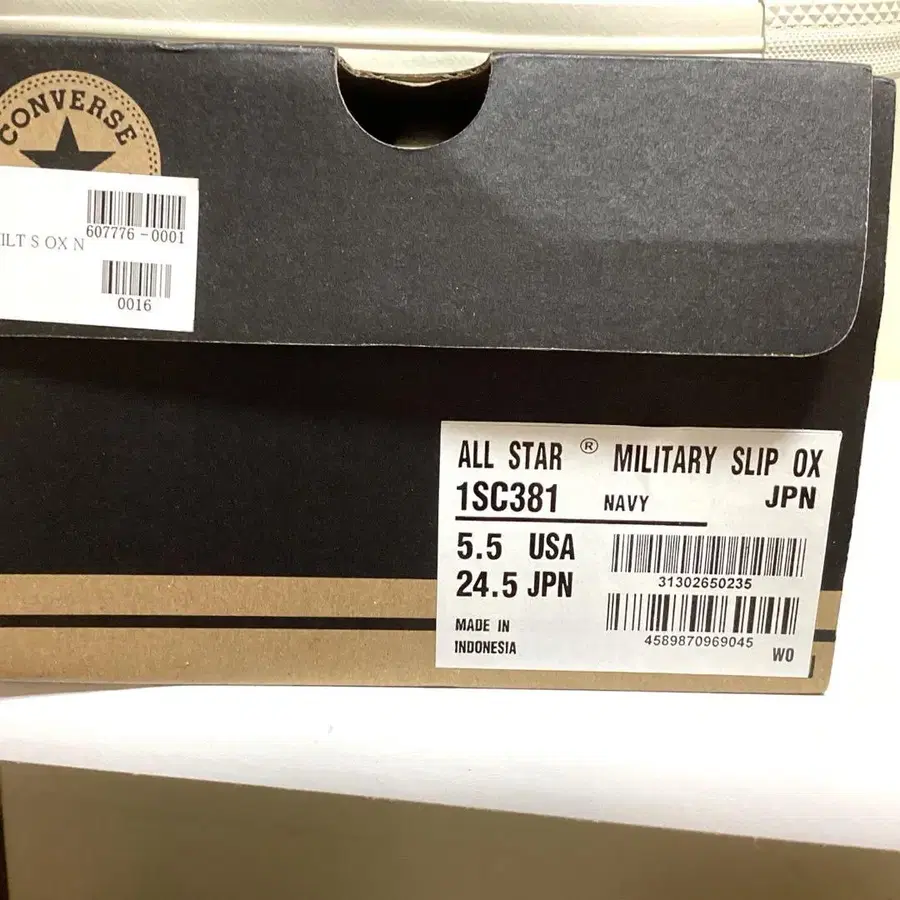 CONVERSE
607776-0001
ILT S OX N
0016
ALL STAR ® MILITARY SLIP OX
1SC381 NAVY JPN
5.5 USA
24.5 JPN
31302650235
4589870969045
MADE IN
INDONESIA
WO